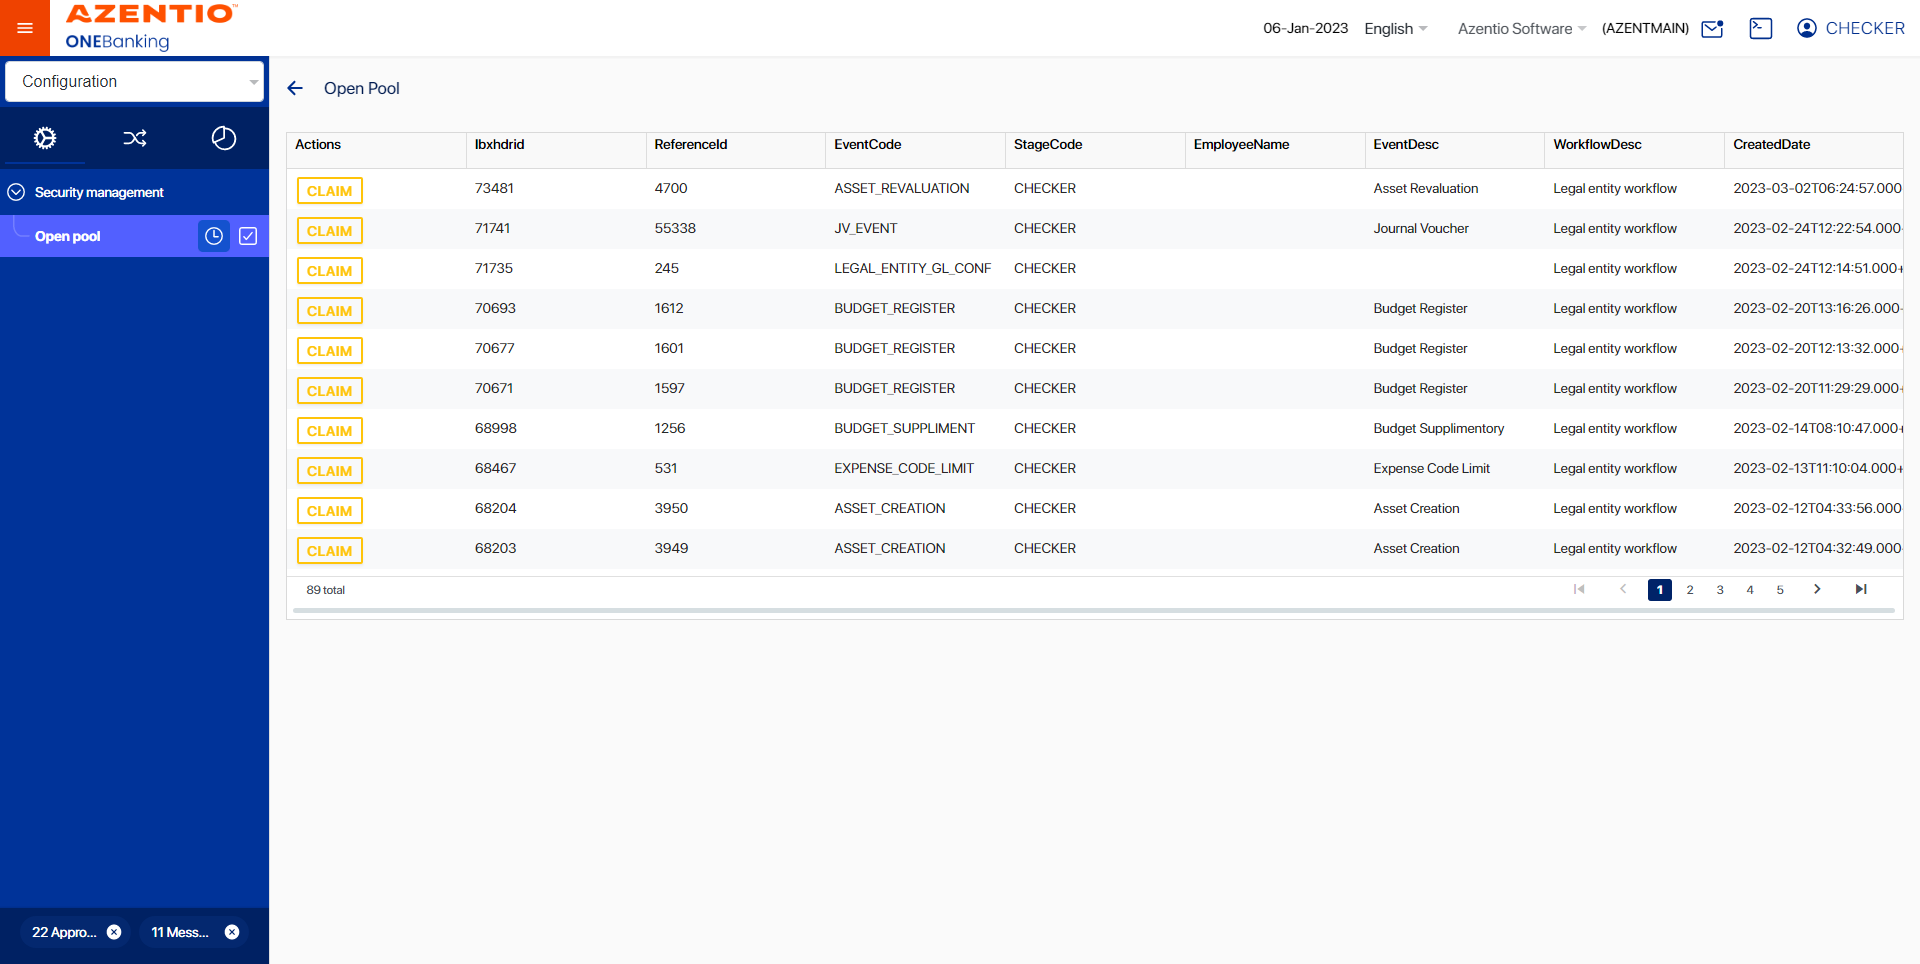 AZENTIO™
ONEBanking
06-Jan-2023 English Azentio Software (AZENTMAIN) CHECKER
Configuration
Security management
Open pool
22 Appro...
11 Mess...
Open Pool
Actions Ibxhdrid ReferenceId EventCode StageCode EmployeeName EventDesc WorkflowDesc CreatedDate
CLAIM 73481 4700 ASSET_REVALUATION CHECKER Asset Revaluation Legal entity workflow 2023-03-02T06:24:57.000
CLAIM 71741 55338 JV_EVENT CHECKER Journal Voucher Legal entity workflow 2023-02-24T12:22:54.000
CLAIM 71735 245 LEGAL_ENTITY_GL_CONF CHECKER Legal entity workflow 2023-02-24T12:14:51.000+
CLAIM 70693 1612 BUDGET_REGISTER CHECKER Budget Register Legal entity workflow 2023-02-20T13:16:26.000
CLAIM 70677 1601 BUDGET_REGISTER CHECKER Budget Register Legal entity workflow 2023-02-20T12:13:32.000+
CLAIM 70671 1597 BUDGET_REGISTER CHECKER Budget Register Legal entity workflow 2023-02-20T11:29:29.000+
CLAIM 68998 1256 BUDGET_SUPPLIMENT CHECKER Budget Supplimentory Legal entity workflow 2023-02-14T08:10:47.000+
CLAIM 68467 531 EXPENSE_CODE_LIMIT CHECKER Expense Code Limit Legal entity workflow 2023-02-13T11:10:04.000+
CLAIM 68204 3950 ASSET_CREATION CHECKER Asset Creation Legal entity workflow 2023-02-12T04:33:56.000
CLAIM 68203 3949 ASSET_CREATION CHECKER Asset Creation Legal entity workflow 2023-02-12T04:32:49.000
89 total 1 2 3 4 5